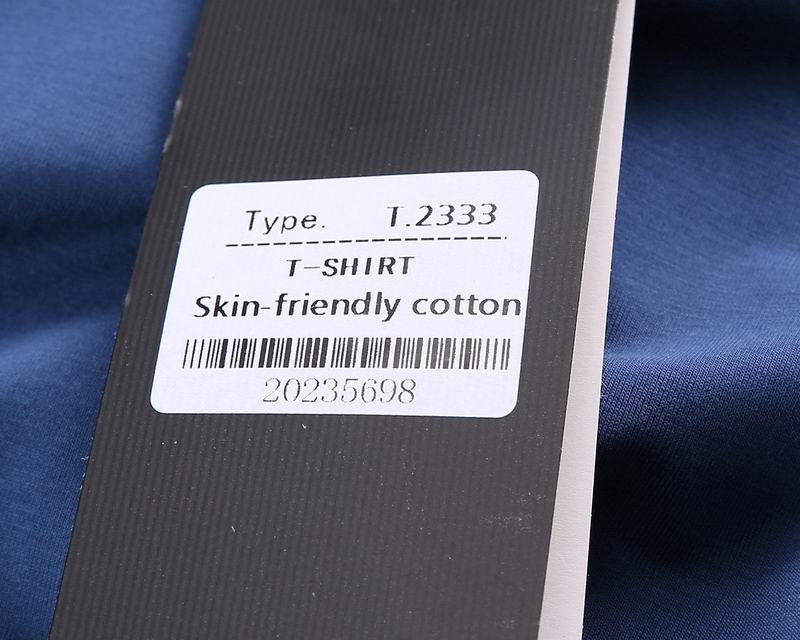 Type. T.2333
T-SHIRT
Skin-friendly cotton
20235698